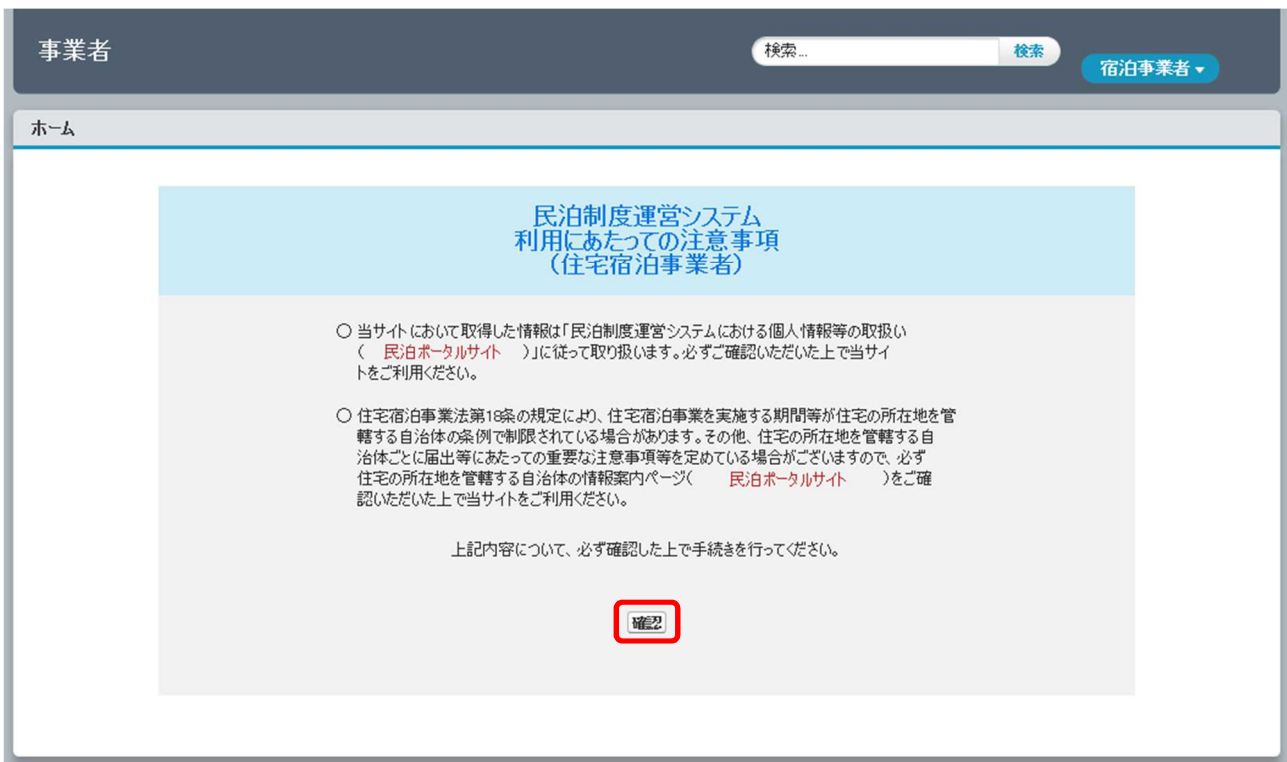 事業者
検索...
検索
宿泊事業者
ホーム
民泊制度運営システム
利用にあたっての注意事項
（住宅宿泊事業者）
○ 当サイトにおいて取得した情報は「民泊制度運営システムにおける個人情報等の取扱い
（ 民泊ポータルサイト ）」に従って取り扱います。必ずご確認いただいた上で当サイ
トをご利用ください。
○ 住宅宿泊事業法第18条の規定により、住宅宿泊事業を実施する期間等が住宅の所在地を管
轄する自治体の条例で制限されている場合があります。その他、住宅の所在地を管轄する自
治体ごとに届出等にあたっての重要な注意事項等を定めている場合がございますので、必ず
住宅の所在地を管轄する自治体の情報案内ページ（ 民泊ポータルサイト ）をご確
認いただいた上で当サイトをご利用ください。
上記内容について、必ず確認した上で手続きを行ってください。
確認